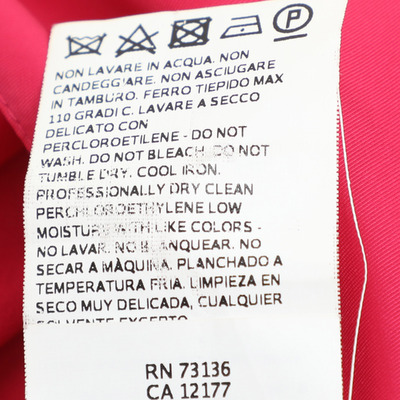 P
NON LAVARE IN ACQUA. NON
CANDEGGIARE. NON ASCIUGARE
IN TAMBURO. FERRO TIEPIDO MAX
110 GRADI C. LAVARE A SECCO
DELICATO CON
PERCLOROETILENE - DO NOT
WASH. DO NOT BLEACH. DO NOT
TUMBLE DRY. COOL IRON.
PROFESSIONALLY DRY CLEAN
PERCHLOROETHYLENE LOW
MOISTURE WITH LIKE COLORS -
NO LAVAR. NO BLANQUEAR. NO
SECAR A MÀQUINA. PLANCHADO A
TEMPERATURA FRIA. LIMPIEZA EN
SECO MUY DELICADA, CUALQUIER
SOLVENTE EXCEPTO
RN 73136
CA 12177